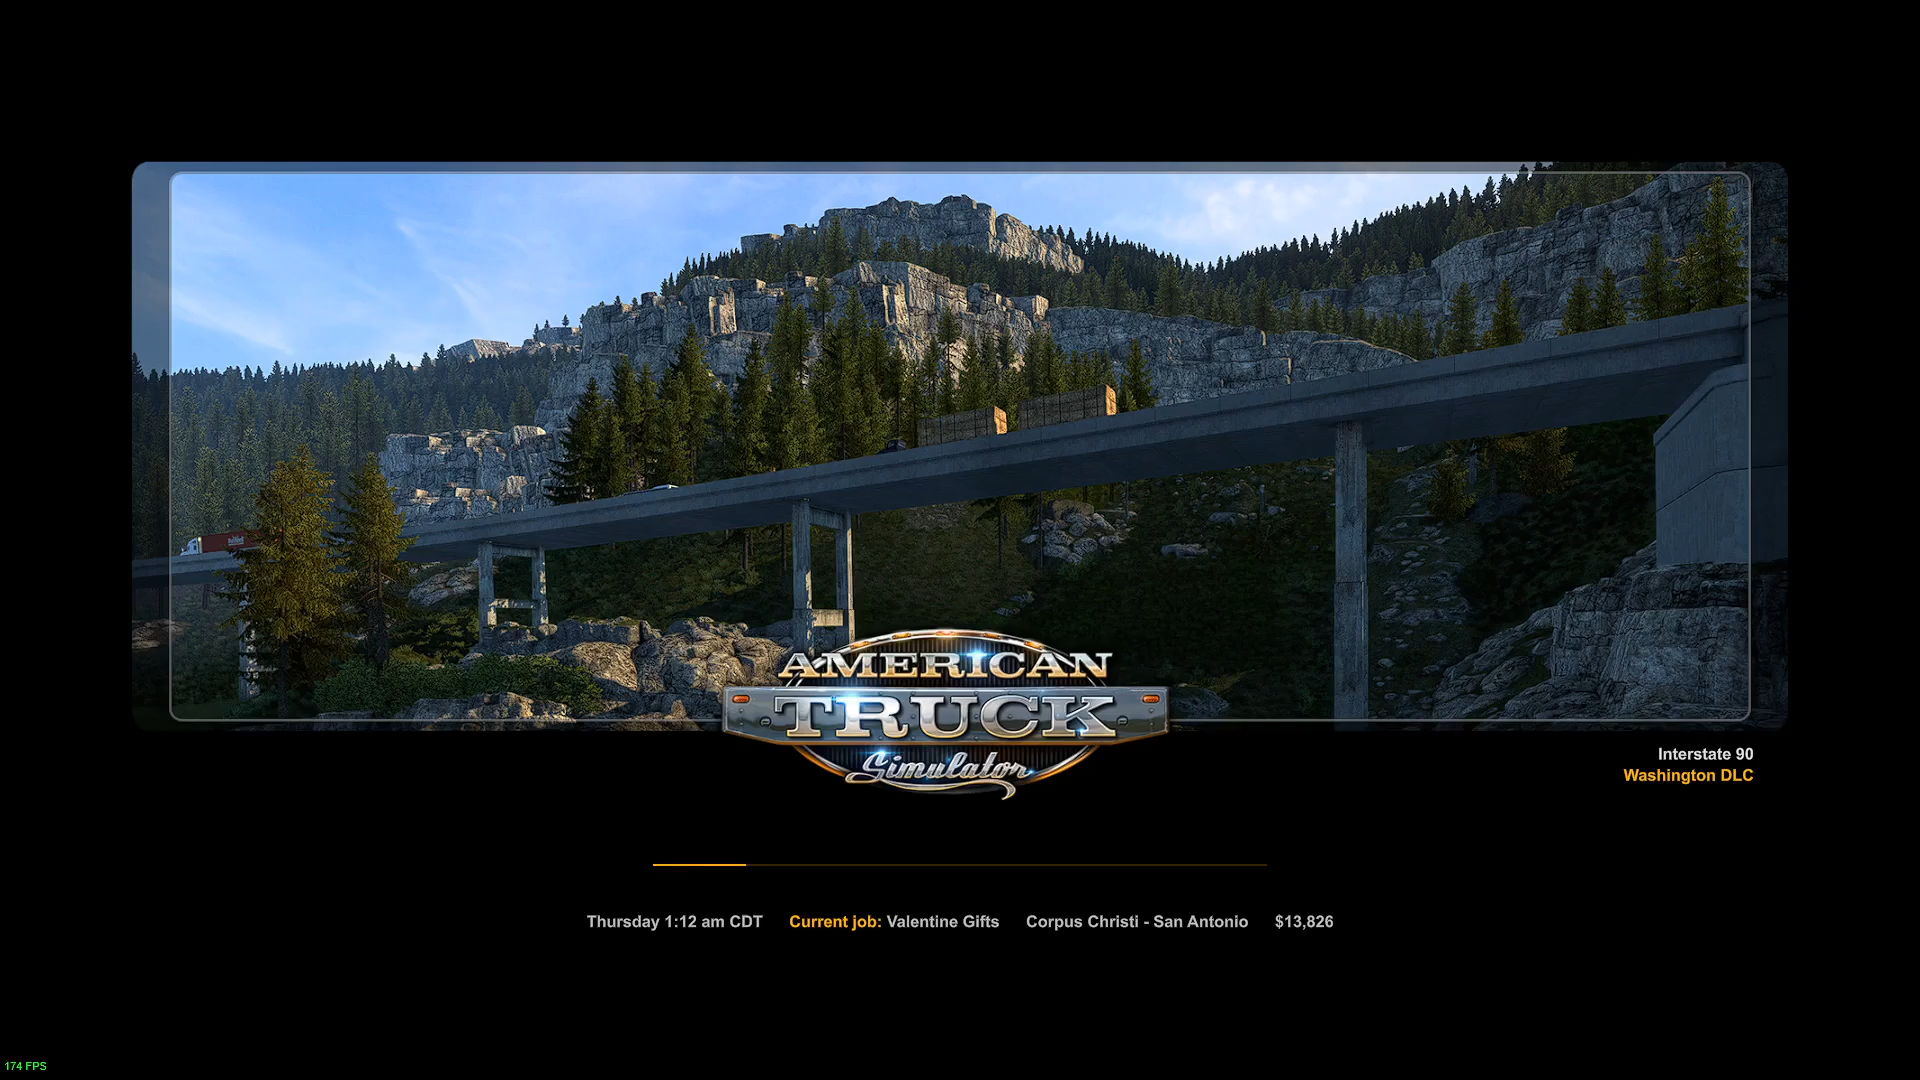 AMERICAN
TRUCK
Simulator
Interstate 90
Washington DLC
Thursday 1:12 am CDT Current job: Valentine Gifts Corpus Christi - San Antonio $13,826
174 FPS